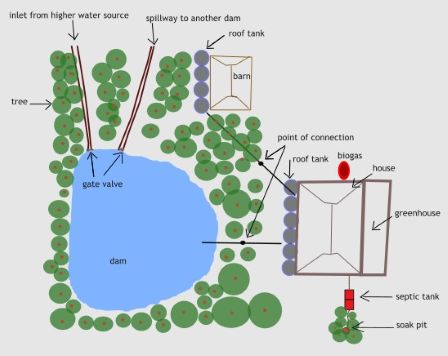 inlet from higher water source
spillway to another dam
roof tank
barn
tree
point of connection
roof tank
biogas
house
gate valve
greenhouse
dam
septic tank
soak pit